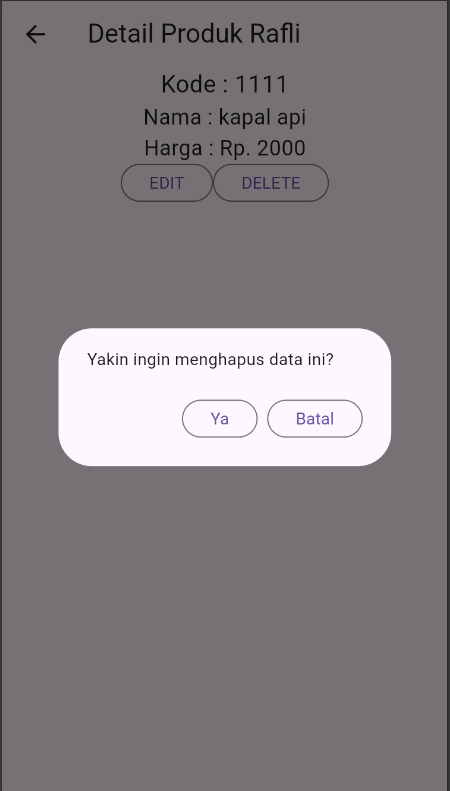 Detail Produk Rafli
Kode : 1111
Nama : kapal api
Harga : Rp. 2000
EDIT DELETE
Yakin ingin menghapus data ini?
Ya Batal